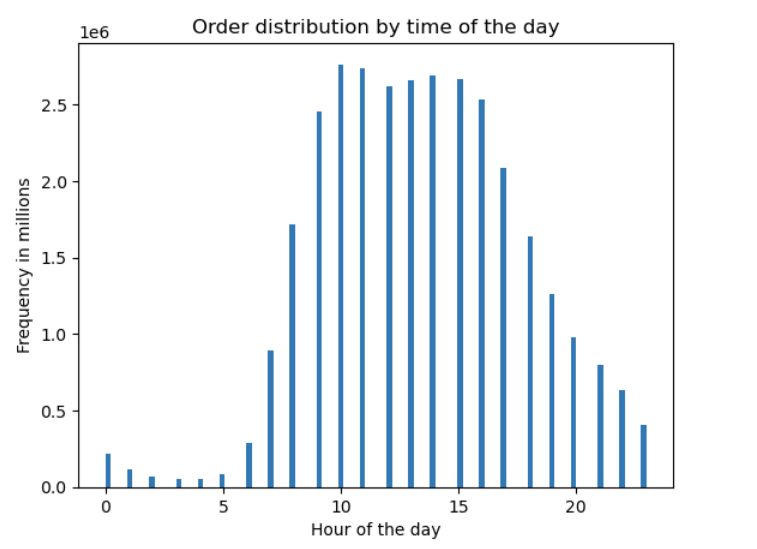 Order distribution by time of the day
1e6
2.5
2.0
1.5
1.0
0.5
0.0
Frequency in millions
0 5 10 15 20
Hour of the day